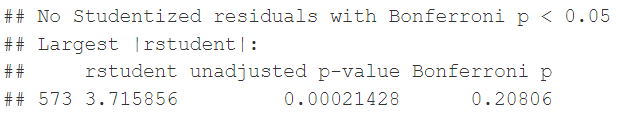 ## No Studentized residuals with Bonferroni p < 0.05
## Largest |rstudent|:
##     rstudent unadjusted p-value Bonferroni p
## 573 3.715856         0.00021428      0.20806